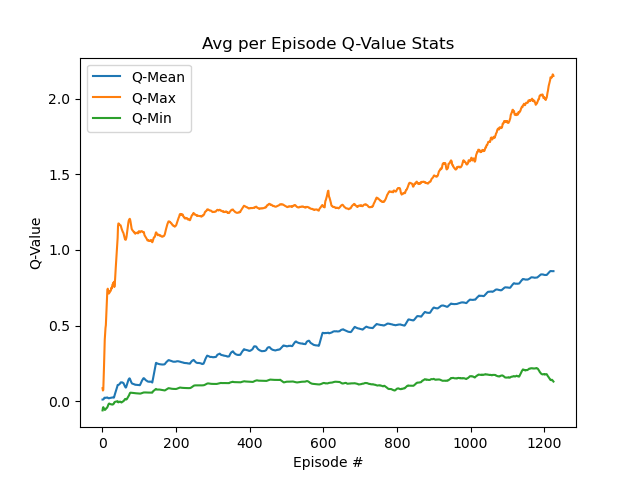 Avg per Episode Q-Value Stats
Q-Mean
Q-Max
Q-Min
Q-Value
2.0
1.5
1.0
0.5
0.0
0 200 400 600 800 1000 1200
Episode #